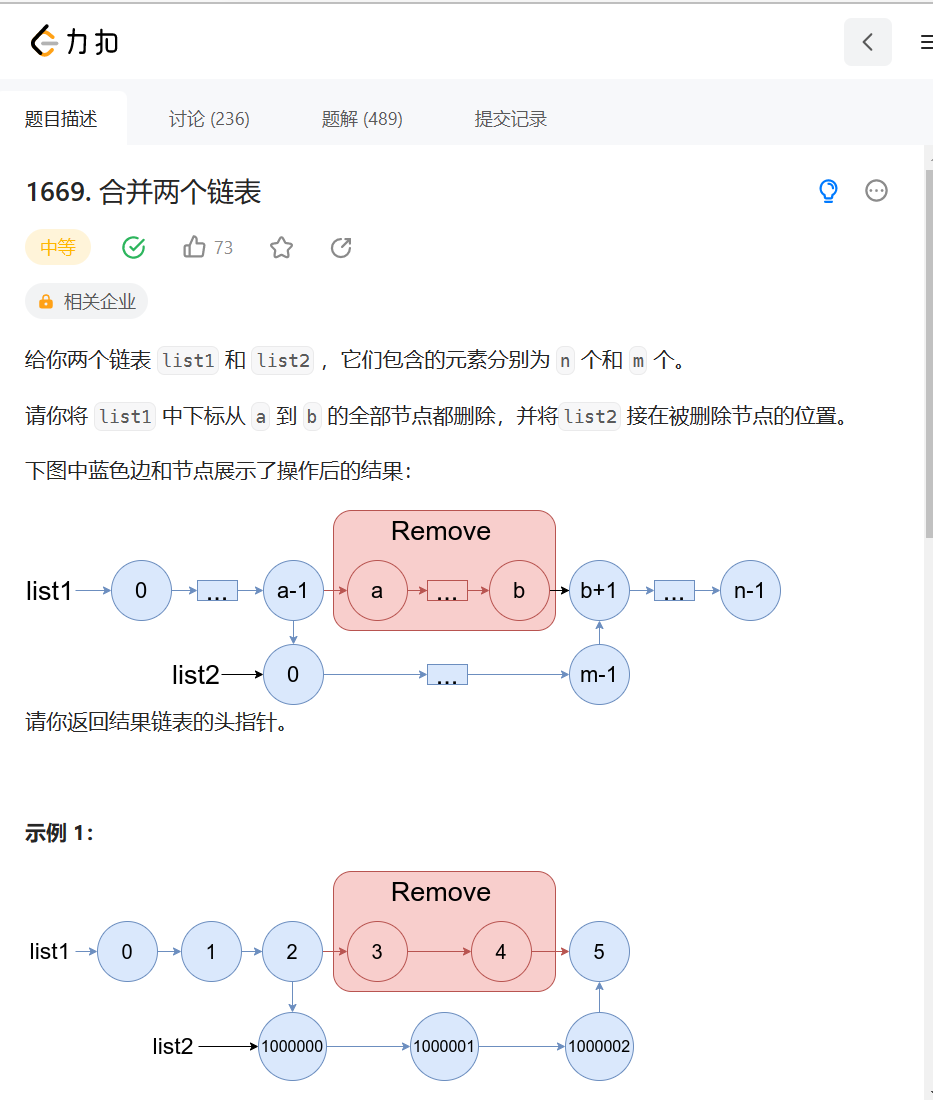 力扣
题目描述 讨论 (236) 题解 (489) 提交记录
1669. 合并两个链表
中等 73
相关企业
给你两个链表 list1 和 list2 ，它们包含的元素分别为 n 个和 m 个。
请你将 list1 中下标从 a 到 b 的全部节点都删除，并将 list2 接在被删除节点的位置。
下图中蓝色边和节点展示了操作后的结果：
Remove
list1 0 ... a-1 a ... b b+1 ... n-1
list2 0 ... m-1
请你返回结果链表的头指针。
示例 1：
Remove
list1 0 1 2 3 4 5
list2 1000000 1000001 1000002